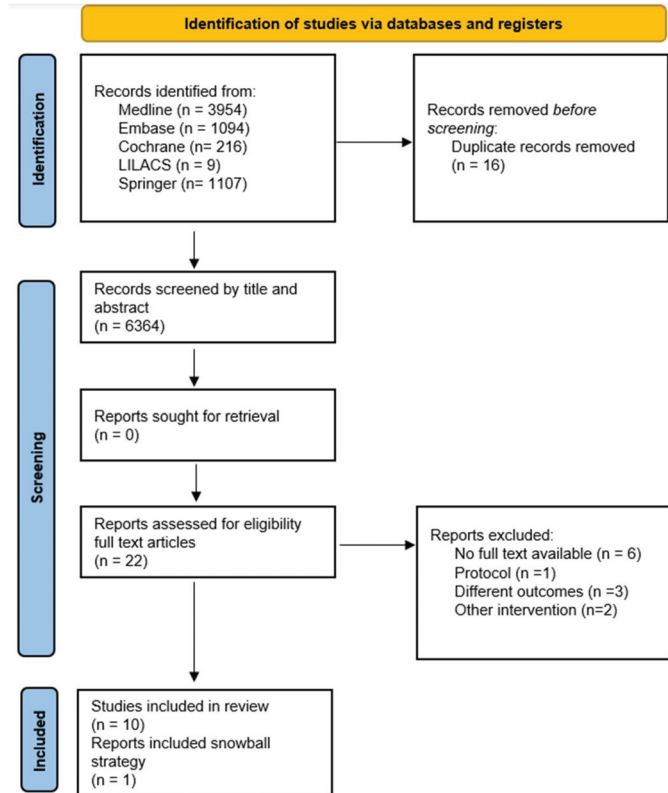 Identification of studies via databases and registers
Identification
Records identified from:
Medline (n = 3954)
Embase (n = 1094)
Cochrane (n= 216)
LILACS (n = 9)
Springer (n= 1107)
Records removed before
screening:
Duplicate records removed
(n = 16)
Screening
Records screened by title and
abstract
(n = 6364)
Reports sought for retrieval
(n = 0)
Reports assessed for eligibility
full text articles
(n = 22)
Reports excluded:
No full text available (n = 6)
Protocol (n =1)
Different outcomes (n =3)
Other intervention (n=2)
Included
Studies included in review
(n = 10)
Reports included snowball
strategy
(n = 1)